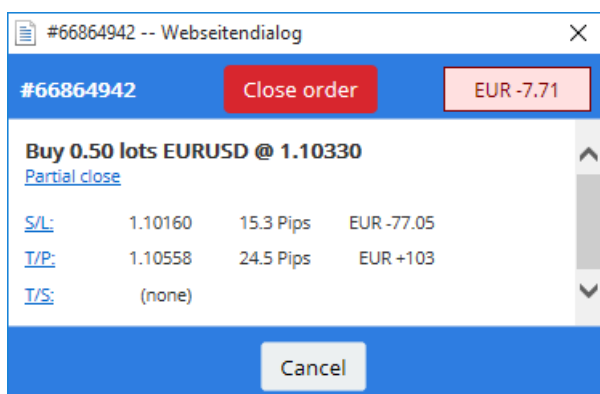 #66864942 -- Webseitendialog
#66864942 Close order EUR -7.71
Buy 0.50 lots EURUSD @ 1.10330
Partial close
S/L: 1.10160 15.3 Pips EUR -77.05
T/P: 1.10558 24.5 Pips EUR +103
T/S: (none)
Cancel